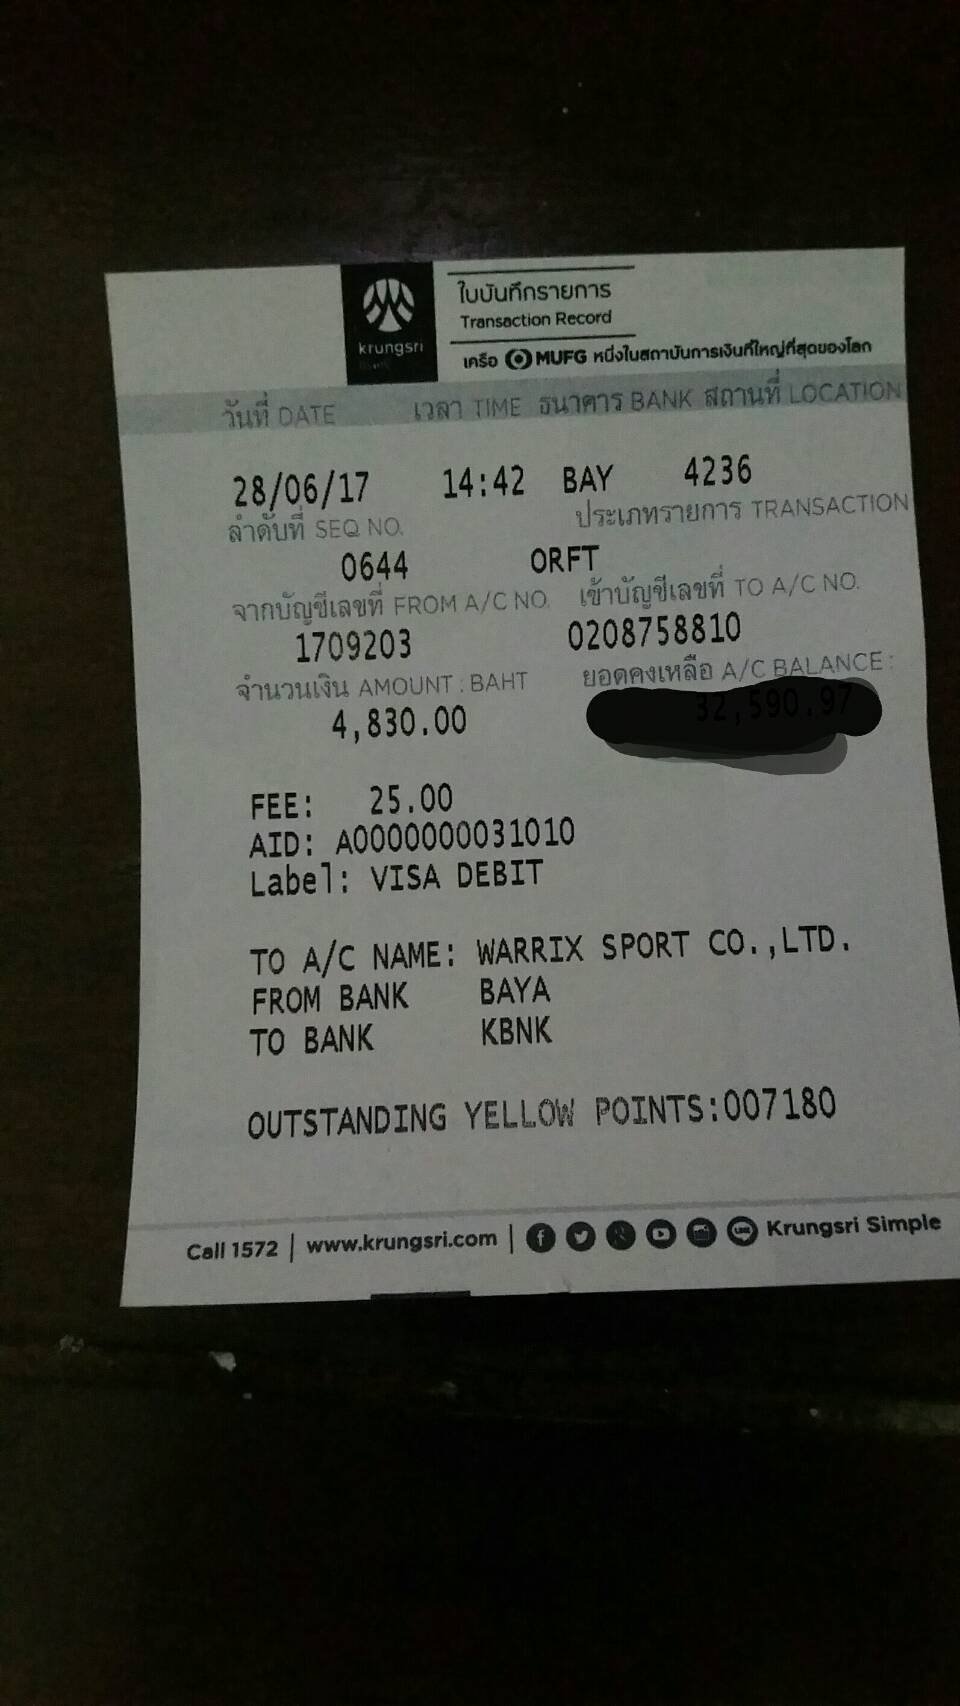 krungsri
ใบบันทึกรายการ
Transaction Record
เครือ MUFG หนึ่งในสถาบันการเงินที่ใหญ่ที่สุดของโลก
วันที่ DATE เวลา TIME ธนาคาร BANK สถานที่ LOCATION
28/06/17 14:42 BAY 4236
ลำดับที่ SEQ NO. ประเภทรายการ TRANSACTION
0644 ORFT
จากบัญชีเลขที่ FROM A/C NO. เข้าบัญชีเลขที่ TO A/C NO.
1709203 0208758810
จำนวนเงิน AMOUNT : BAHT ยอดคงเหลือ A/C BALANCE :
4,830.00 32,590.97
FEE: 25.00
AID: A0000000031010
Label: VISA DEBIT
TO A/C NAME: WARRIX SPORT CO.,LTD.
FROM BANK BAYA
TO BANK KBNK
OUTSTANDING YELLOW POINTS:007180
Call 1572 | www.krungsri.com | Krungsri Simple